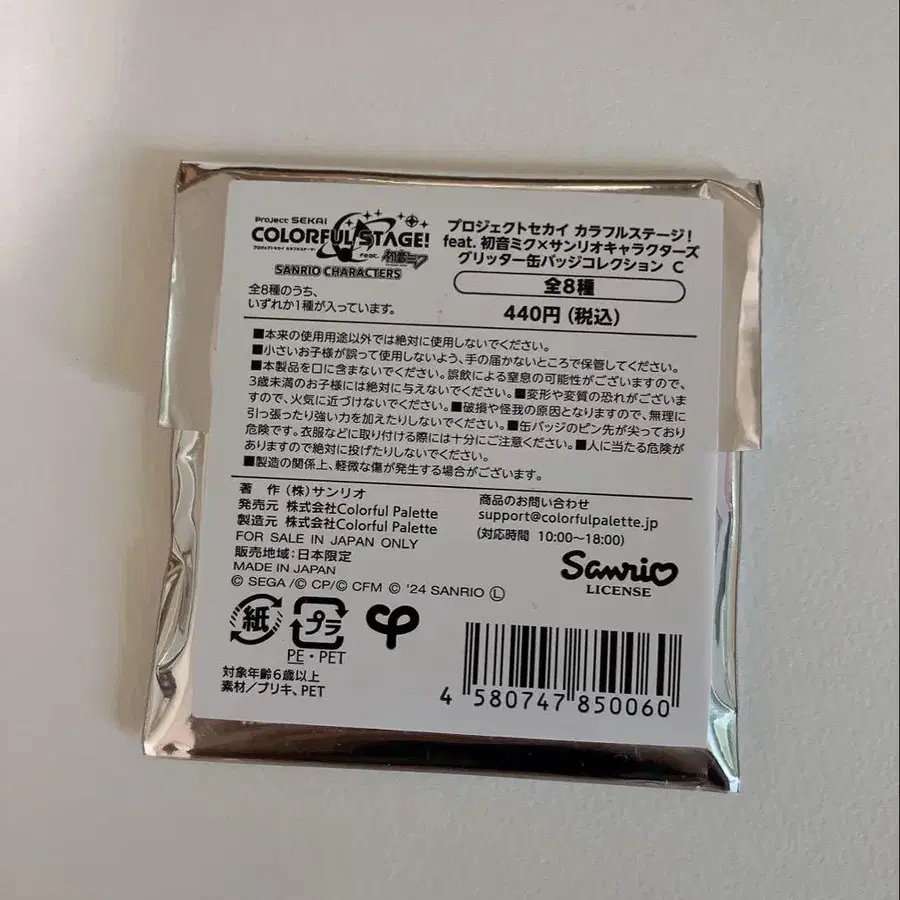 Project SEKAI
COLORFUL STAGE!
プロジェクトセカイ カラフルステージ! feat. 初音ミク
SANRIO CHARACTERS
プロジェクトセカイ カラフルステージ!
feat. 初音ミク×サンリオキャラクターズ
グリッター缶バッジコレクション C
全8種
440円(税込)
全8種のうち、
いずれか1種が入っています。
■本来の使用用途以外では絶対に使用しないでください。
■小さいお子様が誤って使用しないよう、手の届かないところで保管してください。
■本製品を口に含まないでください。誤飲による窒息の可能性がございますので、
3歳未満のお子様には絶対に与えないでください。■変形や変質の恐れがございま
すので、火気に近づけないでください。■破損や怪我の原因となりますので、無理に
引っ張ったり強い力を加えたりしないでください。■缶バッジのピン先が尖っており
危険です。衣服などに取り付ける際には十分にご注意ください。■人に当たる危険が
ありますので絶対に投げたりしないでください。
■製造の関係上、軽微な傷が発生する場合がございます。
著 作 (株)サンリオ
発売元 株式会社Colorful Palette
製造元 株式会社Colorful Palette
FOR SALE IN JAPAN ONLY
販売地域:日本限定
MADE IN JAPAN
© SEGA /© CP/© CFM © '24 SANRIO Ⓛ
商品のお問い合わせ
support@colorfulpalette.jp
(対応時間 10:00~18:00)
Sanrio
LICENSE
紙
プラ
PE・PET
対象年齢6歳以上
素材/ブリキ、PET
4 580747 850060